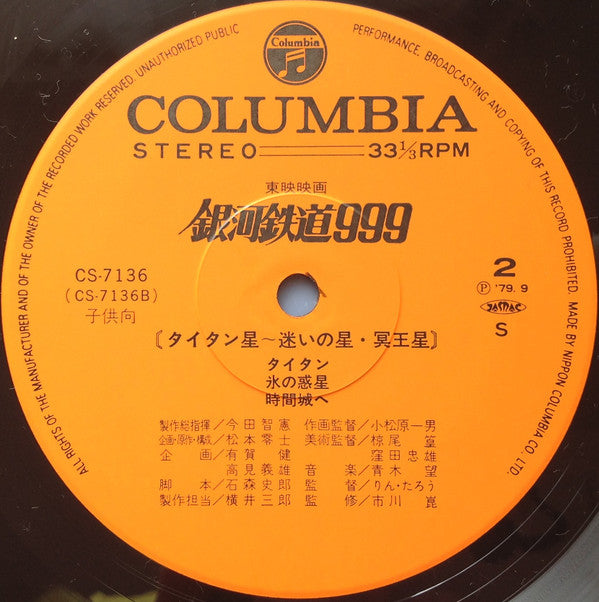 ALL RIGHTS OF THE MANUFACTURER AND OF THE OWNER OF THE RECORDED WORK RESERVED. UNAUTHORIZED PUBLIC PERFORMANCE, BROADCASTING AND COPYING OF THIS RECORD PROHIBITED. MADE BY NIPPON COLUMBIA CO. LTD.
Columbia
COLUMBIA
STEREO 33⅓RPM
東映映画
銀河鉄道999
CS-7136
(CS-7136B)
子供向
2
Ⓟ '79. 9
JASRAC
S
〔タイタン星～迷いの星・冥王星〕
タイタン
氷の惑星
時間城へ
製作総指揮/今田智憲 作画監督/小松原一男
企画・原作・構成/松本零士 美術監督/椋尾 篁
企画/有賀 健 窪田忠雄
高見義雄 音楽/青木 望
脚本/石森史郎 監督/りん・たろう
製作担当/横井三郎 監修/市川 崑